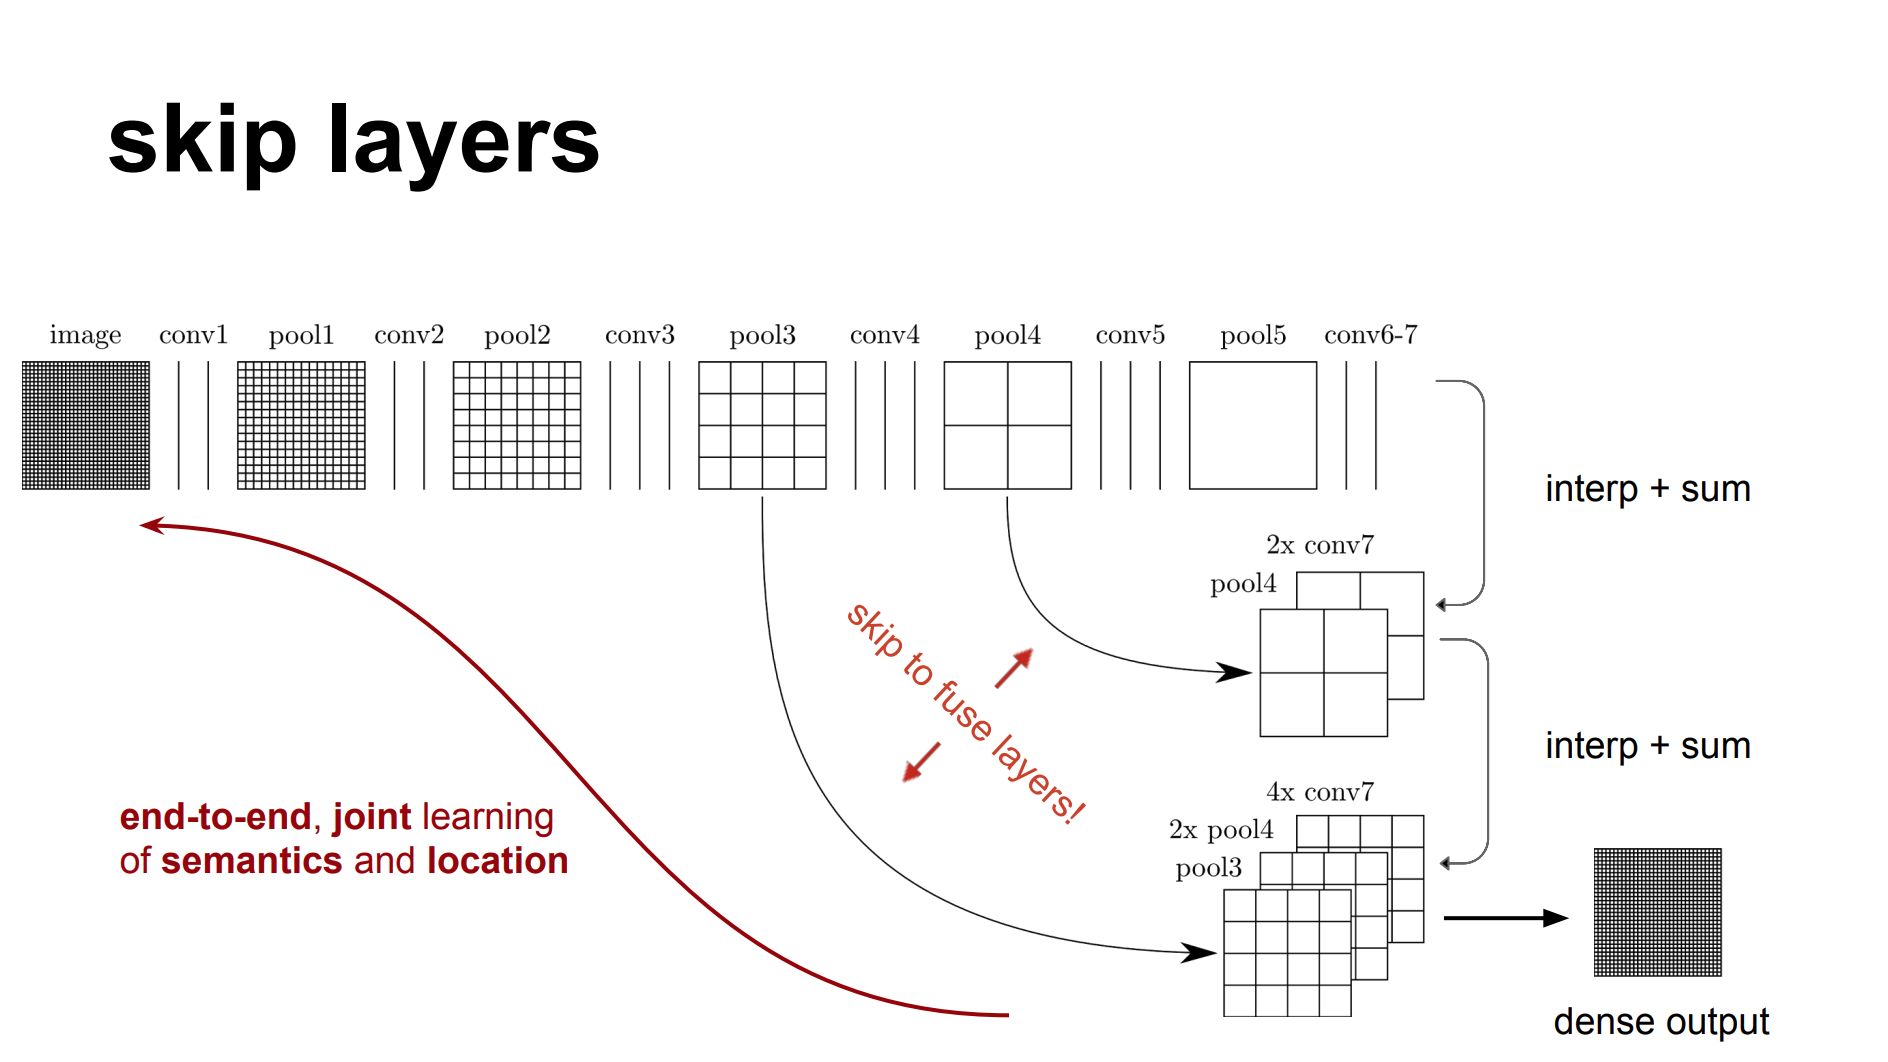 skip layers
image conv1 pool1 conv2 pool2 conv3 pool3 conv4 pool4 conv5 pool5 conv6-7
interp + sum
2x conv7
pool4
skip to fuse layers!
interp + sum
4x conv7
2x pool4
pool3
end-to-end, joint learning
of semantics and location
dense output